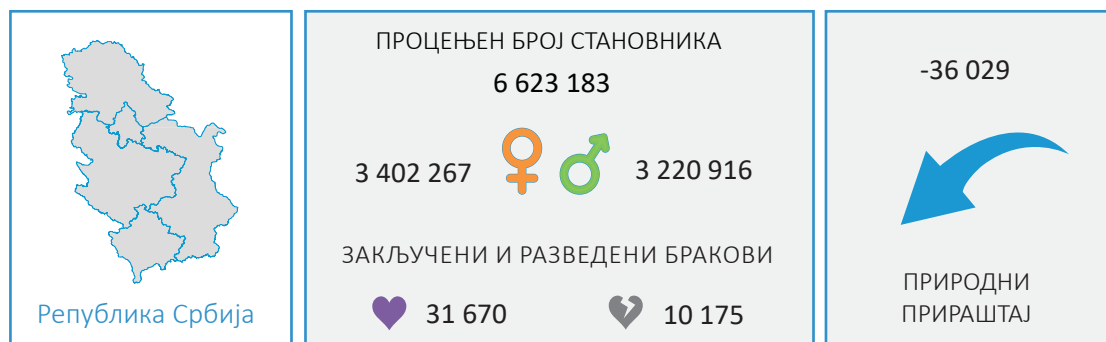 Република Србија
ПРОЦЕЊЕН БРОЈ СТАНОВНИКА
6 623 183
3 402 267
3 220 916
ЗАКЉУЧЕНИ И РАЗВЕДЕНИ БРАКОВИ
31 670
10 175
-36 029
ПРИРОДНИ
ПРИРАШТАЈ